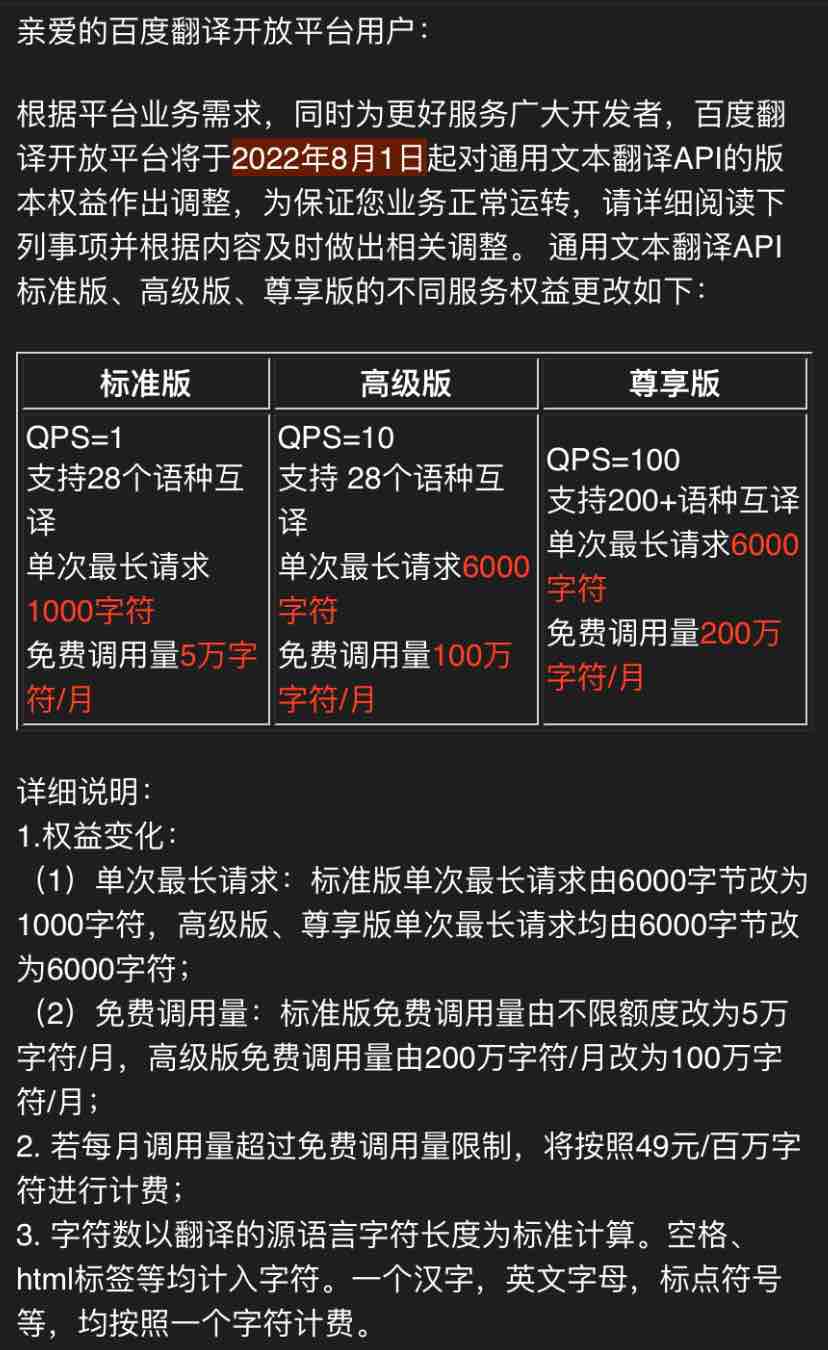 亲爱的百度翻译开放平台用户：
根据平台业务需求，同时为更好服务广大开发者，百度翻
译开放平台将于2022年8月1日起对通用文本翻译API的版
本权益作出调整，为保证您业务正常运转，请详细阅读下
列事项并根据内容及时做出相关调整。 通用文本翻译API
标准版、高级版、尊享版的不同服务权益更改如下：
标准版
高级版
尊享版
QPS=1
支持28个语种互
译
单次最长请求
1000字符
免费调用量5万字
符/月
QPS=10
支持 28个语种互
译
单次最长请求6000
字符
免费调用量100万
字符/月
QPS=100
支持200+语种互译
单次最长请求6000
字符
免费调用量200万
字符/月
详细说明：
1.权益变化：
（1）单次最长请求：标准版单次最长请求由6000字节改为
1000字符，高级版、尊享版单次最长请求均由6000字节改
为6000字符；
（2）免费调用量：标准版免费调用量由不限额度改为5万
字符/月，高级版免费调用量由200万字符/月改为100万字
符/月；
2. 若每月调用量超过免费调用量限制，将按照49元/百万字
符进行计费；
3. 字符数以翻译的源语言字符长度为标准计算。空格、
html标签等均计入字符。一个汉字，英文字母，标点符号
等，均按照一个字符计费。